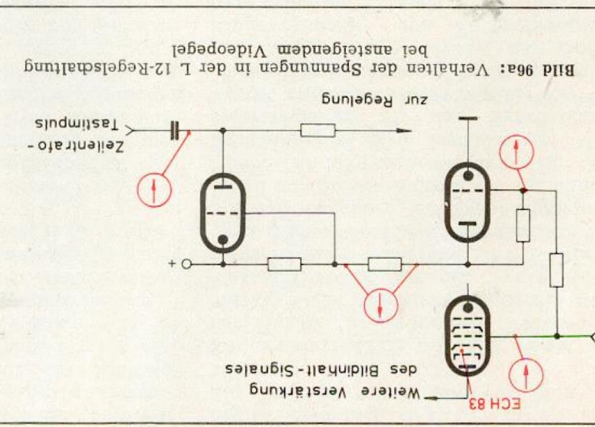 ECH 83
Weitere Verstärkung
des Bildinhalt-Signales
+
Zeilentrafo-
Tastimpuls
zur Regelung
Bild 96a: Verhalten der Spannungen in der L 12-Regelschaltung
bei ansteigendem Videopegel